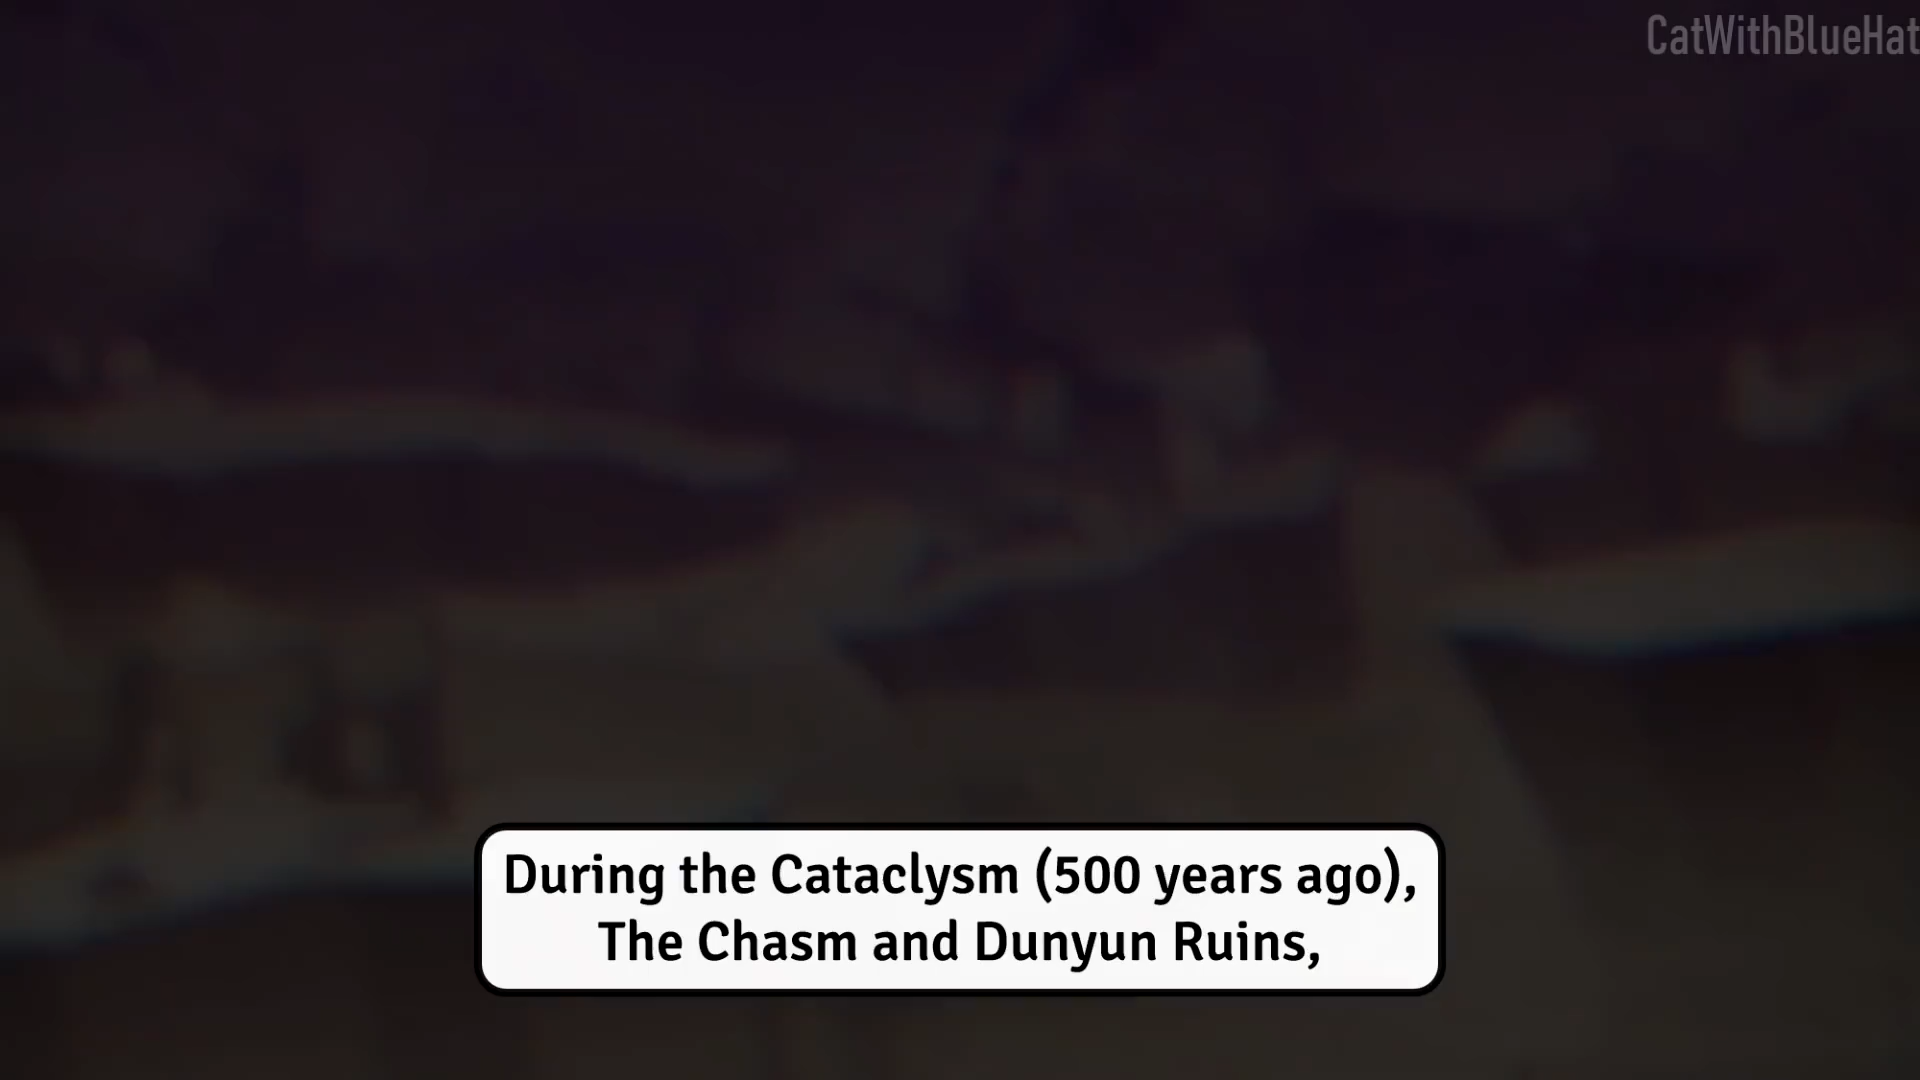 CatWithBlueHat
During the Cataclysm (500 years ago),
The Chasm and Dunyun Ruins,